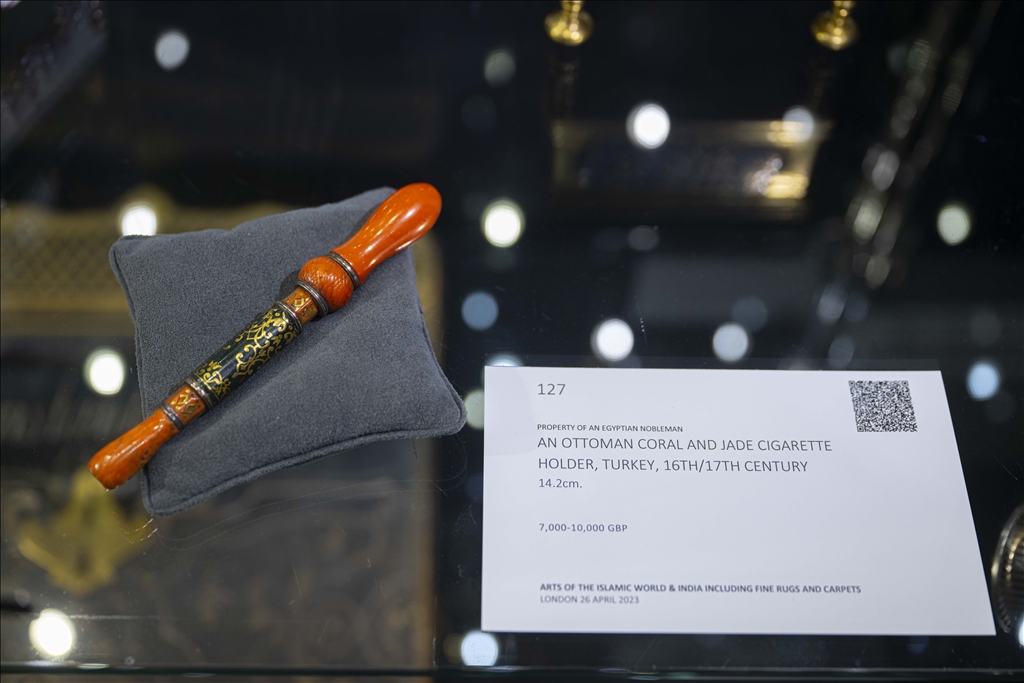 127
PROPERTY OF AN EGYPTIAN NOBLEMAN
AN OTTOMAN CORAL AND JADE CIGARETTE
HOLDER, TURKEY, 16TH/17TH CENTURY
14.2cm.
7,000-10,000 GBP
ARTS OF THE ISLAMIC WORLD & INDIA INCLUDING FINE RUGS AND CARPETS
LONDON 26 APRIL 2023